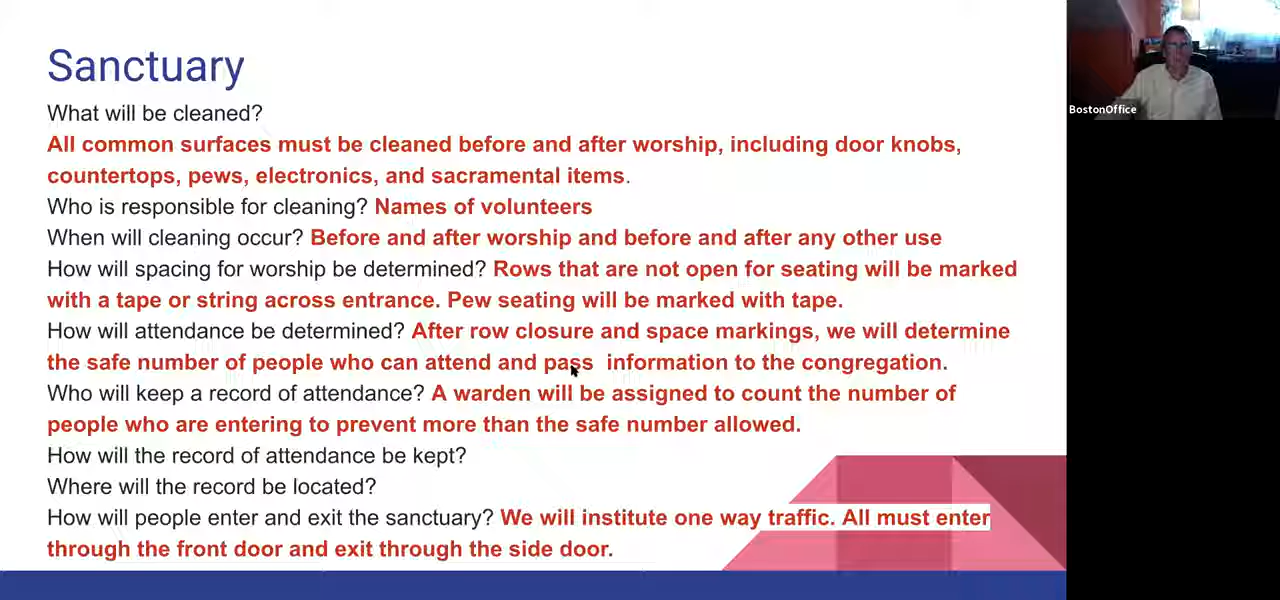 Sanctuary
What will be cleaned?
All common surfaces must be cleaned before and after worship, including door knobs,
countertops, pews, electronics, and sacramental items.
Who is responsible for cleaning? Names of volunteers
When will cleaning occur? Before and after worship and before and after any other use
How will spacing for worship be determined? Rows that are not open for seating will be marked
with a tape or string across entrance. Pew seating will be marked with tape.
How will attendance be determined? After row closure and space markings, we will determine
the safe number of people who can attend and pass information to the congregation.
Who will keep a record of attendance? A warden will be assigned to count the number of
people who are entering to prevent more than the safe number allowed.
How will the record of attendance be kept?
Where will the record be located?
How will people enter and exit the sanctuary? We will institute one way traffic. All must enter
through the front door and exit through the side door.
BostonOffice